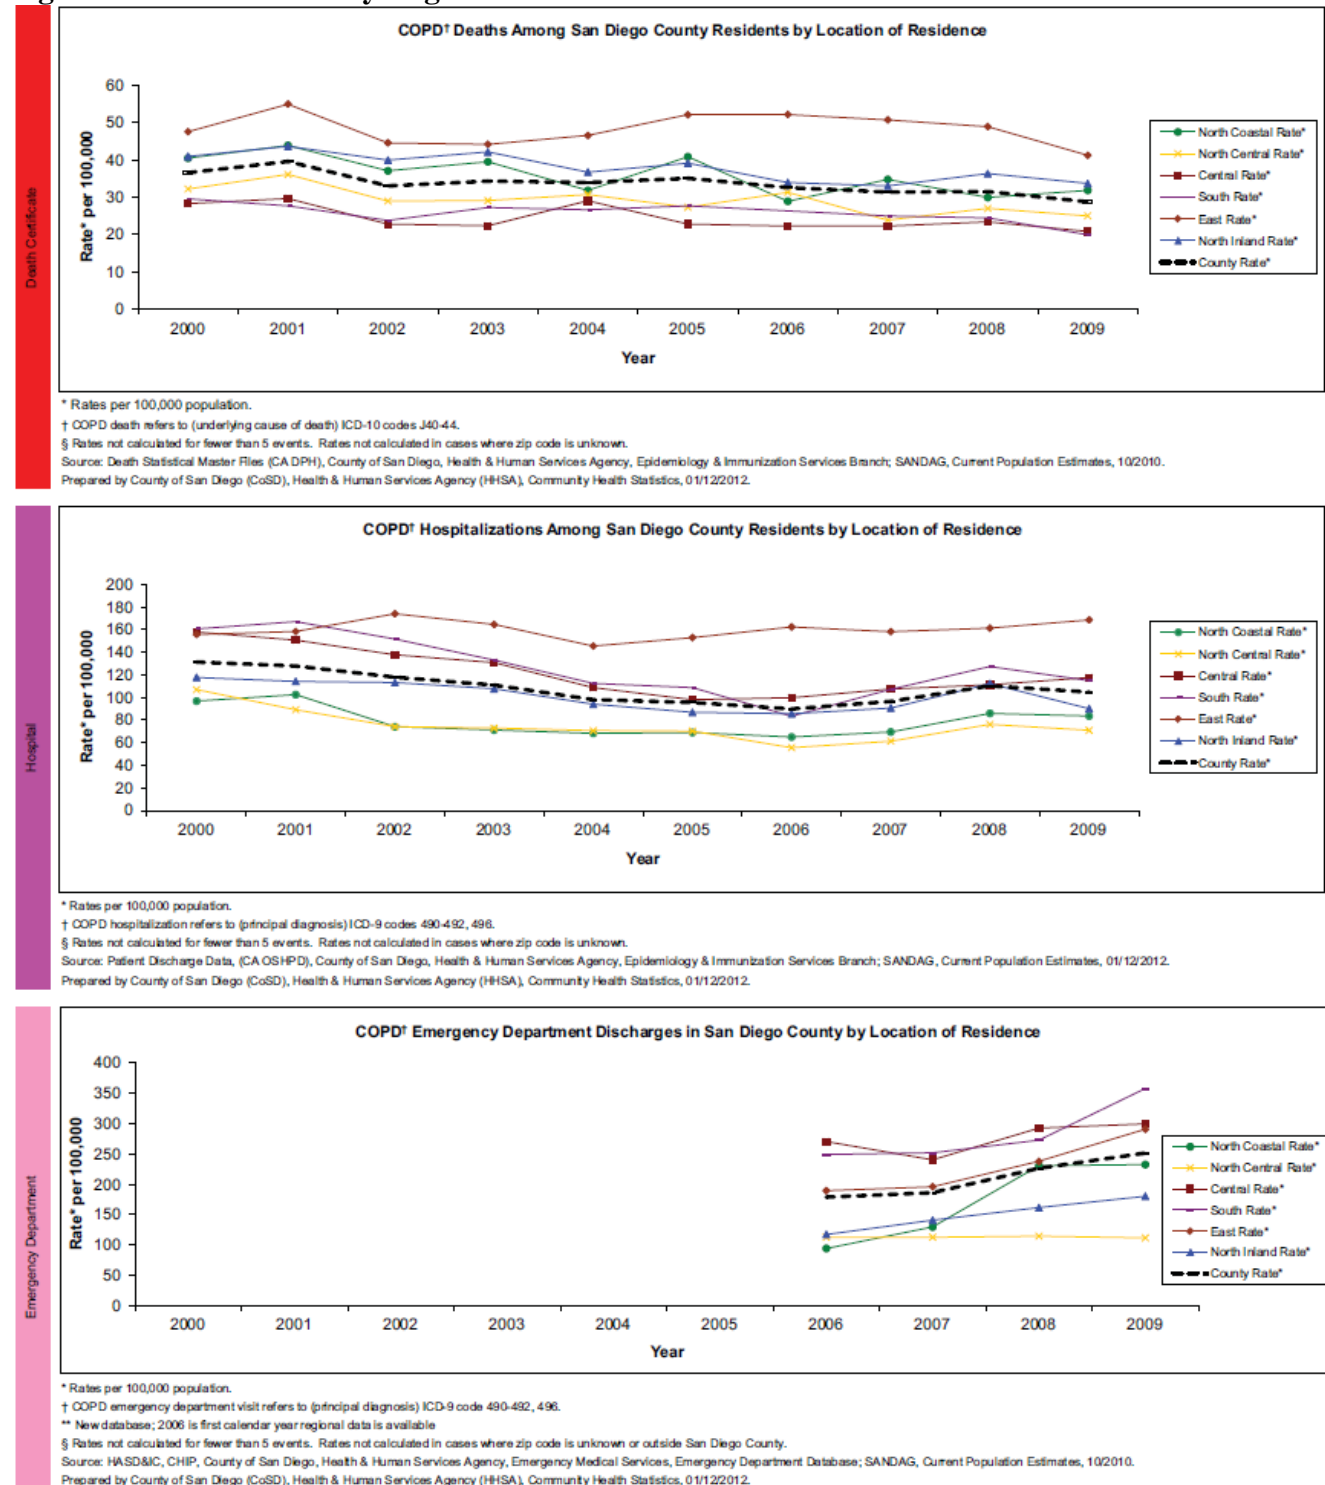 COPD† Deaths Among San Diego County Residents by Location of Residence
60
50
40
30
20
10
0
Rate* per 100,000
2000 2001 2002 2003 2004 2005 2006 2007 2008 2009
Year
North Coastal Rate*
North Central Rate*
Central Rate*
South Rate*
East Rate*
North Inland Rate*
County Rate*
Death Certificate
* Rates per 100,000 population.
† COPD death refers to (underlying cause of death) ICD-10 codes J40-44.
§ Rates not calculated for fewer than 5 events. Rates not calculated in cases where zip code is unknown.
Source: Death Statistical Master Files (CA DPH), County of San Diego, Health & Human Services Agency, Epidemiology & Immunization Services Branch; SANDAG, Current Population Estimates, 10/2010.
Prepared by County of San Diego (CoSD), Health & Human Services Agency (HHSA), Community Health Statistics, 01/12/2012.
COPD† Hospitalizations Among San Diego County Residents by Location of Residence
200
180
160
140
120
100
80
60
40
20
0
Rate* per 100,000
2000 2001 2002 2003 2004 2005 2006 2007 2008 2009
Year
North Coastal Rate*
North Central Rate*
Central Rate*
South Rate*
East Rate*
North Inland Rate*
County Rate*
Hospital
* Rates per 100,000 population.
† COPD hospitalization refers to (principal diagnosis) ICD-9 codes 490-492, 496.
§ Rates not calculated for fewer than 5 events. Rates not calculated in cases where zip code is unknown.
Source: Patient Discharge Data, (CA OSHPD), County of San Diego, Health & Human Services Agency, Epidemiology & Immunization Services Branch; SANDAG, Current Population Estimates, 01/12/2012.
Prepared by County of San Diego (CoSD), Health & Human Services Agency (HHSA), Community Health Statistics, 01/12/2012.
COPD† Emergency Department Discharges in San Diego County by Location of Residence
400
350
300
250
200
150
100
50
0
Rate* per 100,000
2000 2001 2002 2003 2004 2005 2006 2007 2008 2009
Year
North Coastal Rate*
North Central Rate*
Central Rate*
South Rate*
East Rate*
North Inland Rate*
County Rate*
Emergency Department
* Rates per 100,000 population.
† COPD emergency department visit refers to (principal diagnosis) ICD-9 code 490-492, 496.
** New database; 2006 is first calendar year regional data is available
§ Rates not calculated for fewer than 5 events. Rates not calculated in cases where zip code is unknown or outside San Diego County.
Source: HASD&IC, CHIP, County of San Diego, Health & Human Services Agency, Emergency Medical Services, Emergency Department Database; SANDAG, Current Population Estimates, 10/2010.
Prepared by County of San Diego (CoSD), Health & Human Services Agency (HHSA), Community Health Statistics, 01/12/2012.